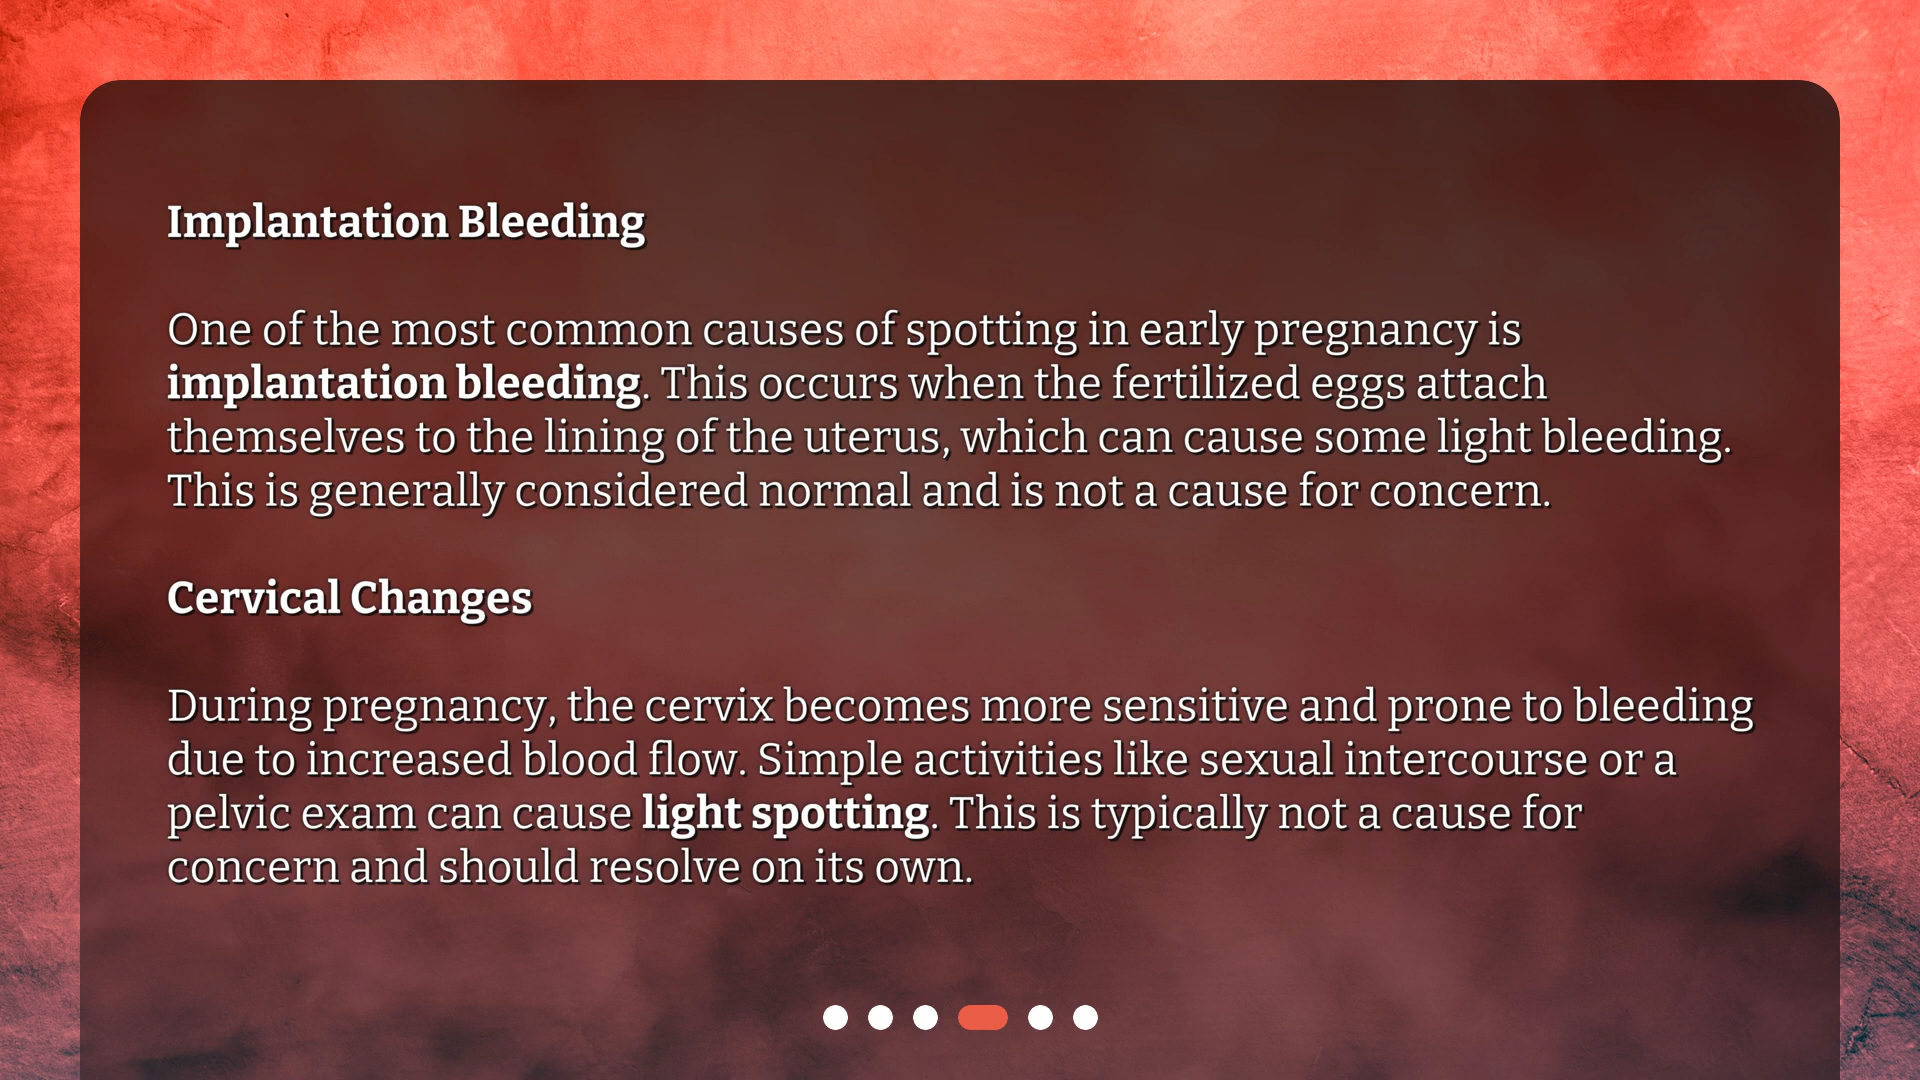 Implantation Bleeding
One of the most common causes of spotting in early pregnancy is
implantation bleeding. This occurs when the fertilized eggs attach
themselves to the lining of the uterus, which can cause some light bleeding.
This is generally considered normal and is not a cause for concern.
Cervical Changes
During pregnancy, the cervix becomes more sensitive and prone to bleeding
due to increased blood flow. Simple activities like sexual intercourse or a
pelvic exam can cause light spotting. This is typically not a cause for
concern and should resolve on its own.